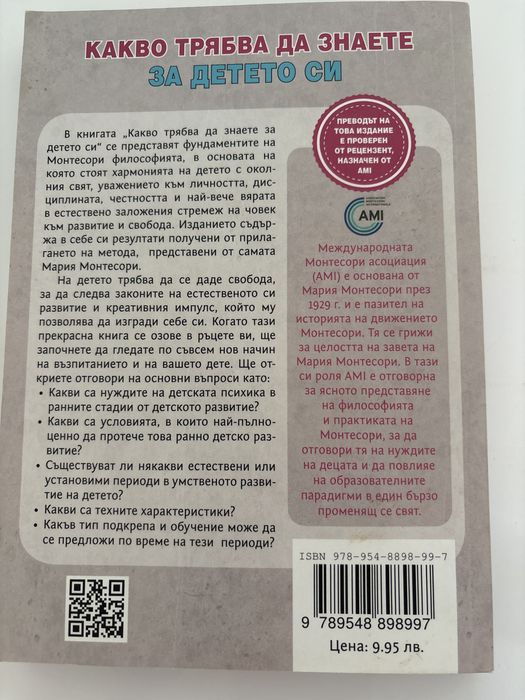 КАКВО ТРЯБВА ДА ЗНАЕТЕ
ЗА ДЕТЕТО СИ
В книгата „Какво трябва да знаете за
детето си“ се представят фундаментите на
Монтесори философията, в основата на
която стоят хармонията на детето с окол-
ния свят, уважението към личността, дис-
циплината, честността и най-вече вярата
в естествено заложения стремеж на човек
към развитие и свобода. Изданието съдър-
жа в себе си резултати получени от прила-
гането на метода, представени от самата
Мария Монтесори.
На детето трябва да се даде свобода,
за да следва законите на естественото си
развитие и креативния импулс, който му
позволява да изгради себе си. Когато тази
прекрасна книга се озове в ръцете ви, ще
започнете да гледате по съвсем нов начин
на възпитанието и на вашето дете. Ще от-
криете отговори на основни въпроси като:
• Какви са нуждите на детската психика в
ранните стадии от детското развитие?
• Какви са условията, в които най-пълно-
ценно да протече това ранно детско раз-
витие?
• Съществуват ли някакви естествени или
установими периоди в умственото разви-
тие на детето?
• Какви са техните характеристики?
• Какъв тип подкрепа и обучение може да
се предложи по време на тези периоди?
ПРЕВОДЪТ НА
ТОВА ИЗДАНИЕ
Е ПРОВЕРЕН
ОТ РЕЦЕНЗЕНТ,
НАЗНАЧЕН ОТ
AMI
ASSOCIATION
MONTESSORI
INTERNATIONALE
AMI
Международната
Монтесори асоциация
(AMI) е основана от
Мария Монтесори през
1929 г. и е пазител на
историята на движението
Монтесори. Тя се грижи
за целостта на завета на
Мария Монтесори. В тази
си роля AMI е отговорна
за ясното представяне
на философията
и практиката на
Монтесори, за да
отговори тя на нуждите
на децата и да повлияе
на образователните
парадигми в един бързо
променящ се свят.
ISBN 978-954-8898-99-7
9 789548 898997
Цена: 9.95 лв.